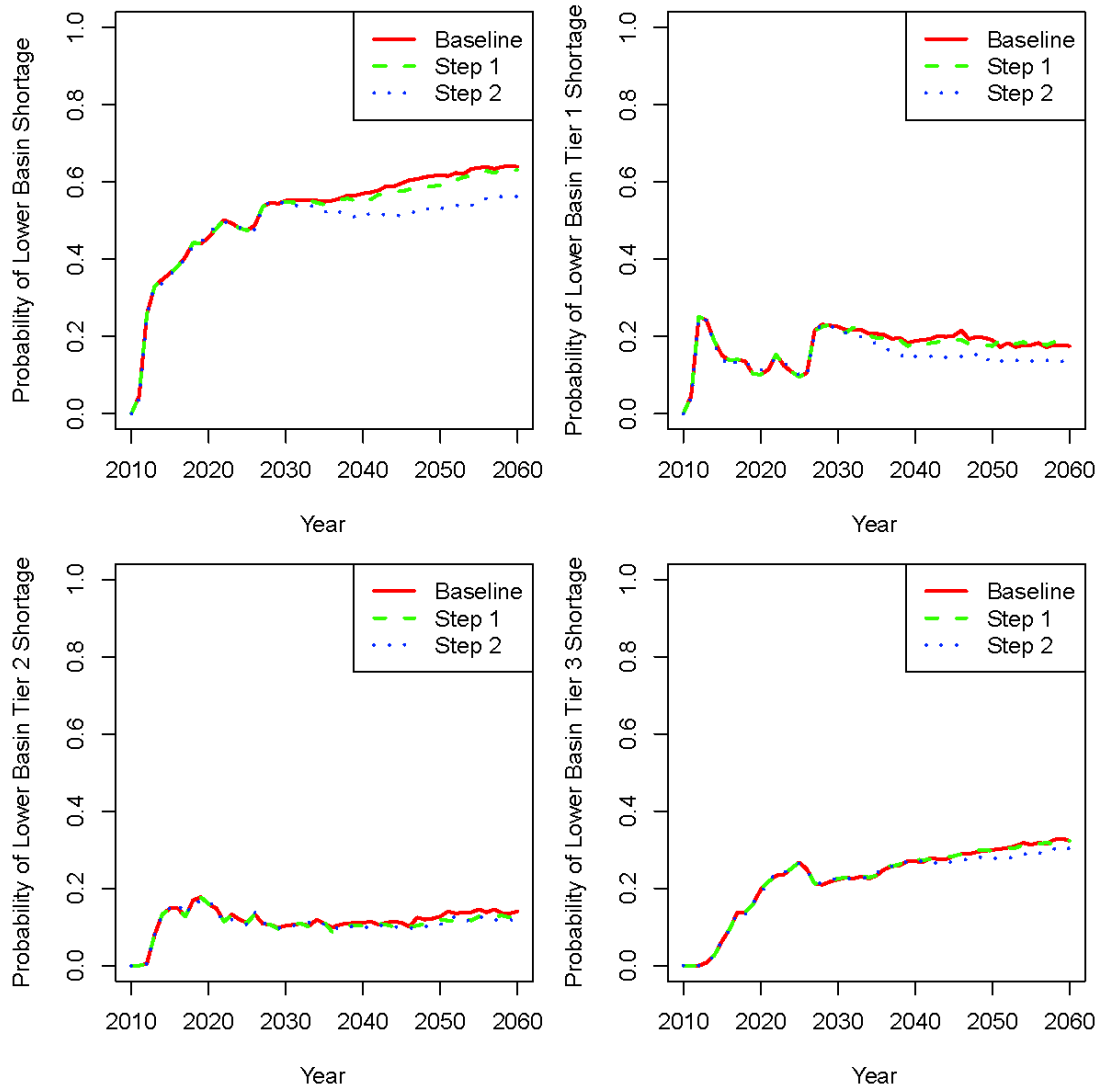 Probability of Lower Basin Shortage
1.0
0.8
0.6
0.4
0.2
0.0
Baseline
Step 1
Step 2
2010 2020 2030 2040 2050 2060
Year
Probability of Lower Basin Tier 1 Shortage
1.0
0.8
0.6
0.4
0.2
0.0
Baseline
Step 1
Step 2
2010 2020 2030 2040 2050 2060
Year
Probability of Lower Basin Tier 2 Shortage
1.0
0.8
0.6
0.4
0.2
0.0
Baseline
Step 1
Step 2
2010 2020 2030 2040 2050 2060
Year
Probability of Lower Basin Tier 3 Shortage
1.0
0.8
0.6
0.4
0.2
0.0
Baseline
Step 1
Step 2
2010 2020 2030 2040 2050 2060
Year